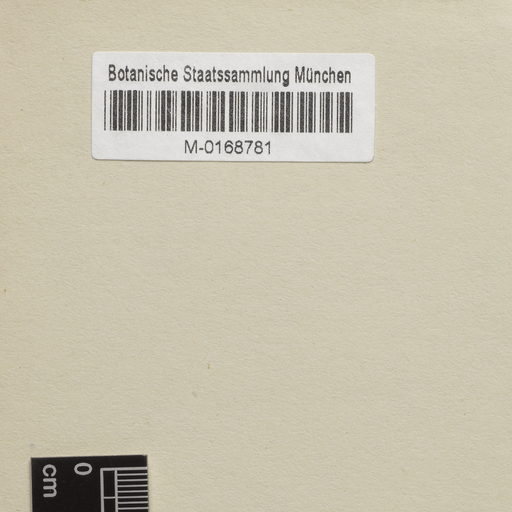 Botanische Staatssammlung München
M-0168781
0
cm